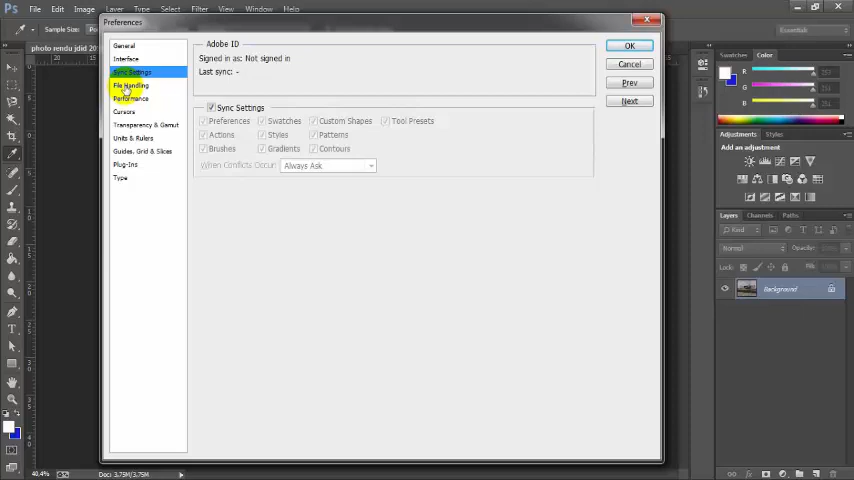 Ps File Edit Image Layer Type Select Filter View Window Help
Sample Size:
Essentials
photo rendu jdid
Preferences
General
Interface
Sync Settings
File Handling
Performance
Cursors
Transparency & Gamut
Units & Rulers
Guides, Grid & Slices
Plug-Ins
Type
Adobe ID
Signed in as: Not signed in
Last sync: -
Sync Settings
Preferences Swatches Custom Shapes Tool Presets
Actions Styles Patterns
Brushes Gradients Contours
When Conflicts Occur: Always Ask
OK
Cancel
Prev
Next
Swatches Color
R
G
B
Adjustments Styles
Add an adjustment
Layers Channels Paths
Kind
Normal Opacity:
Lock: Fill:
Background
40,4% Doc: 3,75M/3,75M